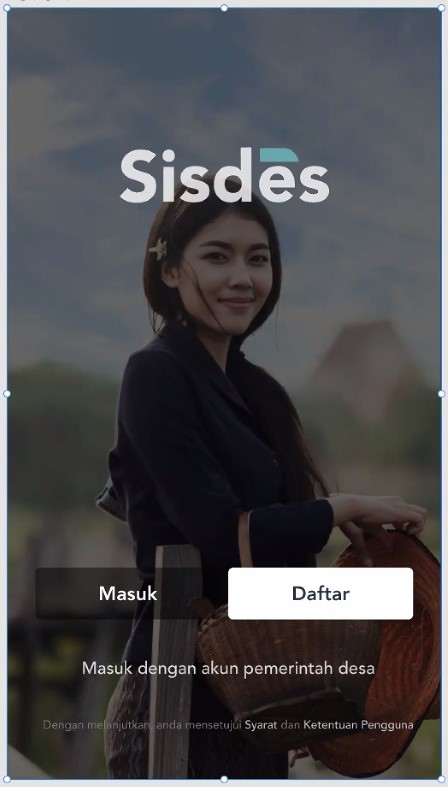 Sisdes
Masuk
Daftar
Masuk dengan akun pemerintah desa
Dengan melanjutkan, anda mensetujui Syarat dan Ketentuan Pengguna